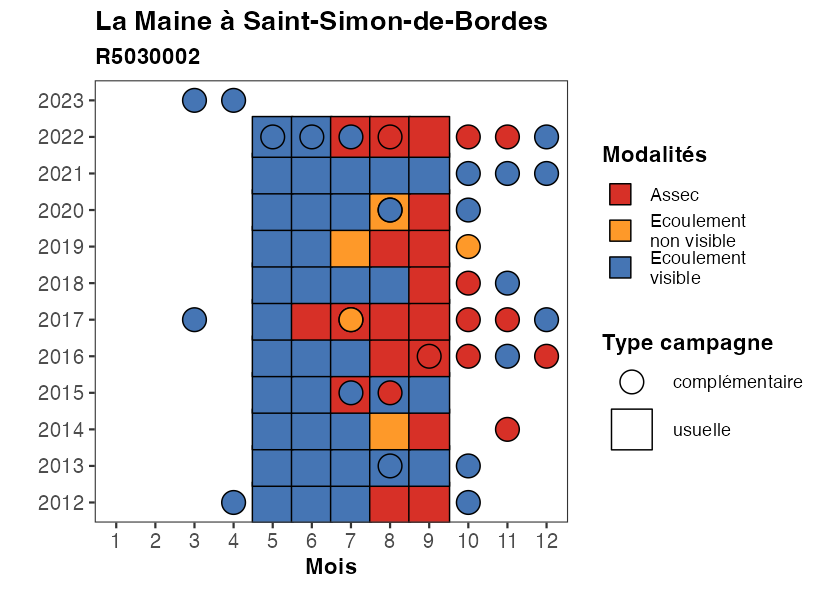 La Maine à Saint-Simon-de-Bordes
R5030002
2023
2022
2021
2020
2019
2018
2017
2016
2015
2014
2013
2012
1 2 3 4 5 6 7 8 9 10 11 12
Mois
Modalités
Assec
Ecoulement
non visible
Ecoulement
visible
Type campagne
complémentaire
usuelle